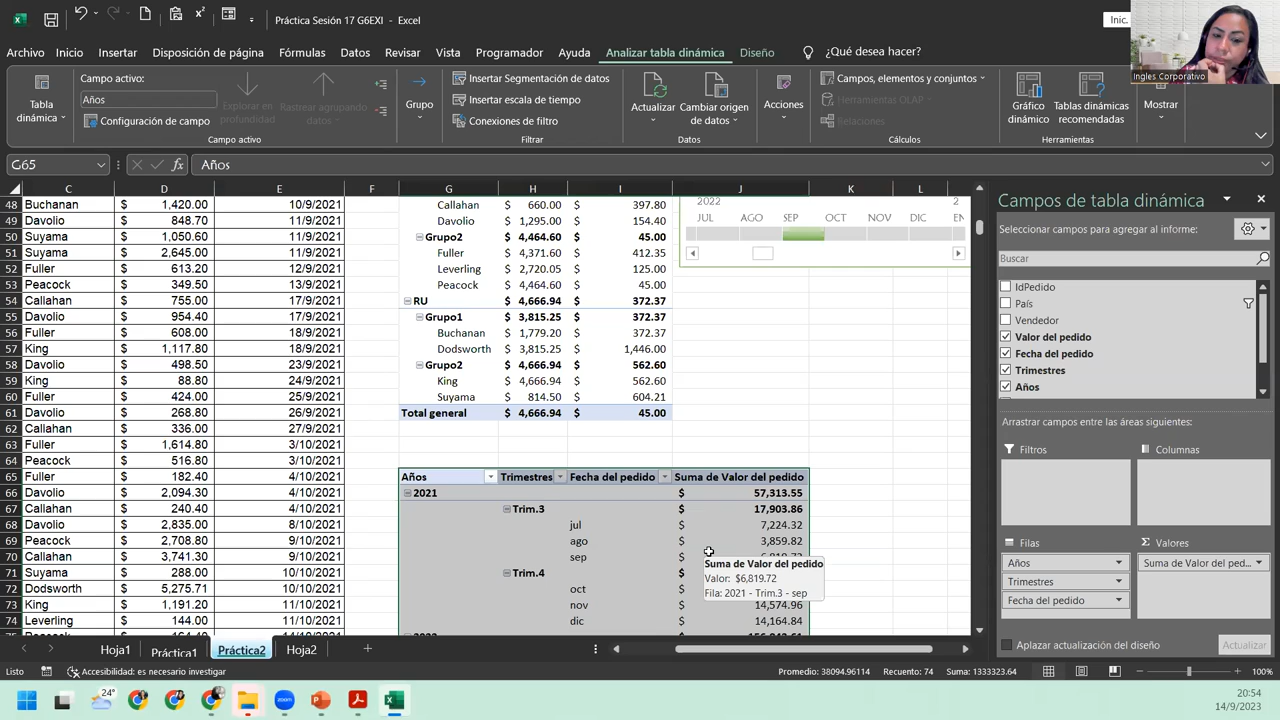 Práctica Sesión 17 G6EXI - Excel
Inic.
Ingles Corporativo
Archivo Inicio Insertar Disposición de página Fórmulas Datos Revisar Vista Programador Ayuda Analizar tabla dinámica Diseño ¿Qué desea hacer?
Tabla dinámica
Campo activo:
Años
Configuración de campo
Explorar en profundidad
Rastrear agrupando datos
Campo activo
Grupo
Insertar Segmentación de datos
Insertar escala de tiempo
Conexiones de filtro
Filtrar
Actualizar
Cambiar origen de datos
Datos
Acciones
Campos, elementos y conjuntos
Herramientas OLAP
Relaciones
Cálculos
Gráfico dinámico
Tablas dinámicas recomendadas
Herramientas
Mostrar
G65
fx Años
C D E F G H I J K L M
48 Buchanan $ 1,420.00 10/9/2021 Callahan $ 660.00 $ 397.80
49 Davolio $ 848.70 11/9/2021 Davolio $ 1,295.00 $ 154.40
50 Suyama $ 1,050.60 11/9/2021 Grupo2 $ 4,464.60 $ 45.00
51 Suyama $ 2,645.00 11/9/2021 Fuller $ 4,371.60 $ 412.35
52 Fuller $ 613.20 12/9/2021 Leverling $ 2,720.05 $ 125.00
53 Peacock $ 349.50 13/9/2021 Peacock $ 4,464.60 $ 45.00
54 Callahan $ 755.00 17/9/2021 RU $ 4,666.94 $ 372.37
55 Davolio $ 954.40 17/9/2021 Grupo1 $ 3,815.25 $ 372.37
56 Fuller $ 608.00 18/9/2021 Buchanan $ 1,779.20 $ 372.37
57 King $ 1,117.80 18/9/2021 Dodsworth $ 3,815.25 $ 1,446.00
58 Davolio $ 498.50 23/9/2021 Grupo2 $ 4,666.94 $ 562.60
59 King $ 88.80 24/9/2021 King $ 4,666.94 $ 562.60
60 Fuller $ 424.00 25/9/2021 Suyama $ 814.50 $ 604.21
61 Davolio $ 268.80 26/9/2021 Total general $ 4,666.94 $ 45.00
62 Callahan $ 336.00 27/9/2021
63 Fuller $ 1,614.80 3/10/2021
64 Peacock $ 516.80 3/10/2021
65 Fuller $ 182.40 4/10/2021 Años Trimestres Fecha del pedido Suma de Valor del pedido
66 Davolio $ 2,094.30 4/10/2021 2021 $ 57,313.55
67 Callahan $ 240.40 4/10/2021 Trim.3 $ 17,903.86
68 Davolio $ 2,835.00 8/10/2021 jul $ 7,224.32
69 Davolio $ 2,708.80 9/10/2021 ago $ 3,859.82
70 Callahan $ 3,741.30 9/10/2021 sep $
71 Suyama $ 288.00 10/10/2021 Trim.4 $
72 Dodsworth $ 5,275.71 10/10/2021 oct $
73 King $ 1,191.20 10/10/2021 nov $ 14,574.96
74 Leverling $ 144.00 11/10/2021 dic $ 14,164.84
2022 2
JUL AGO SEP OCT NOV DIC EN
Suma de Valor del pedido
Valor: $6,819.72
Fila: 2021 - Trim.3 - sep
Campos de tabla dinámica
Seleccionar campos para agregar al informe:
Buscar
IdPedido
País
Vendedor
Valor del pedido
Fecha del pedido
Trimestres
Años
Arrastrar campos entre las áreas siguientes:
Filtros Columnas
Filas Σ Valores
Años Suma de Valor del ped...
Trimestres
Fecha del pedido
Aplazar actualización del diseño Actualizar
Hoja1 Práctica1 Práctica2 Hoja2
Listo Accesibilidad: es necesario investigar Promedio: 38094.96114 Recuento: 74 Suma: 1333323.64 100%
24°
zoom
20:54
14/9/2023